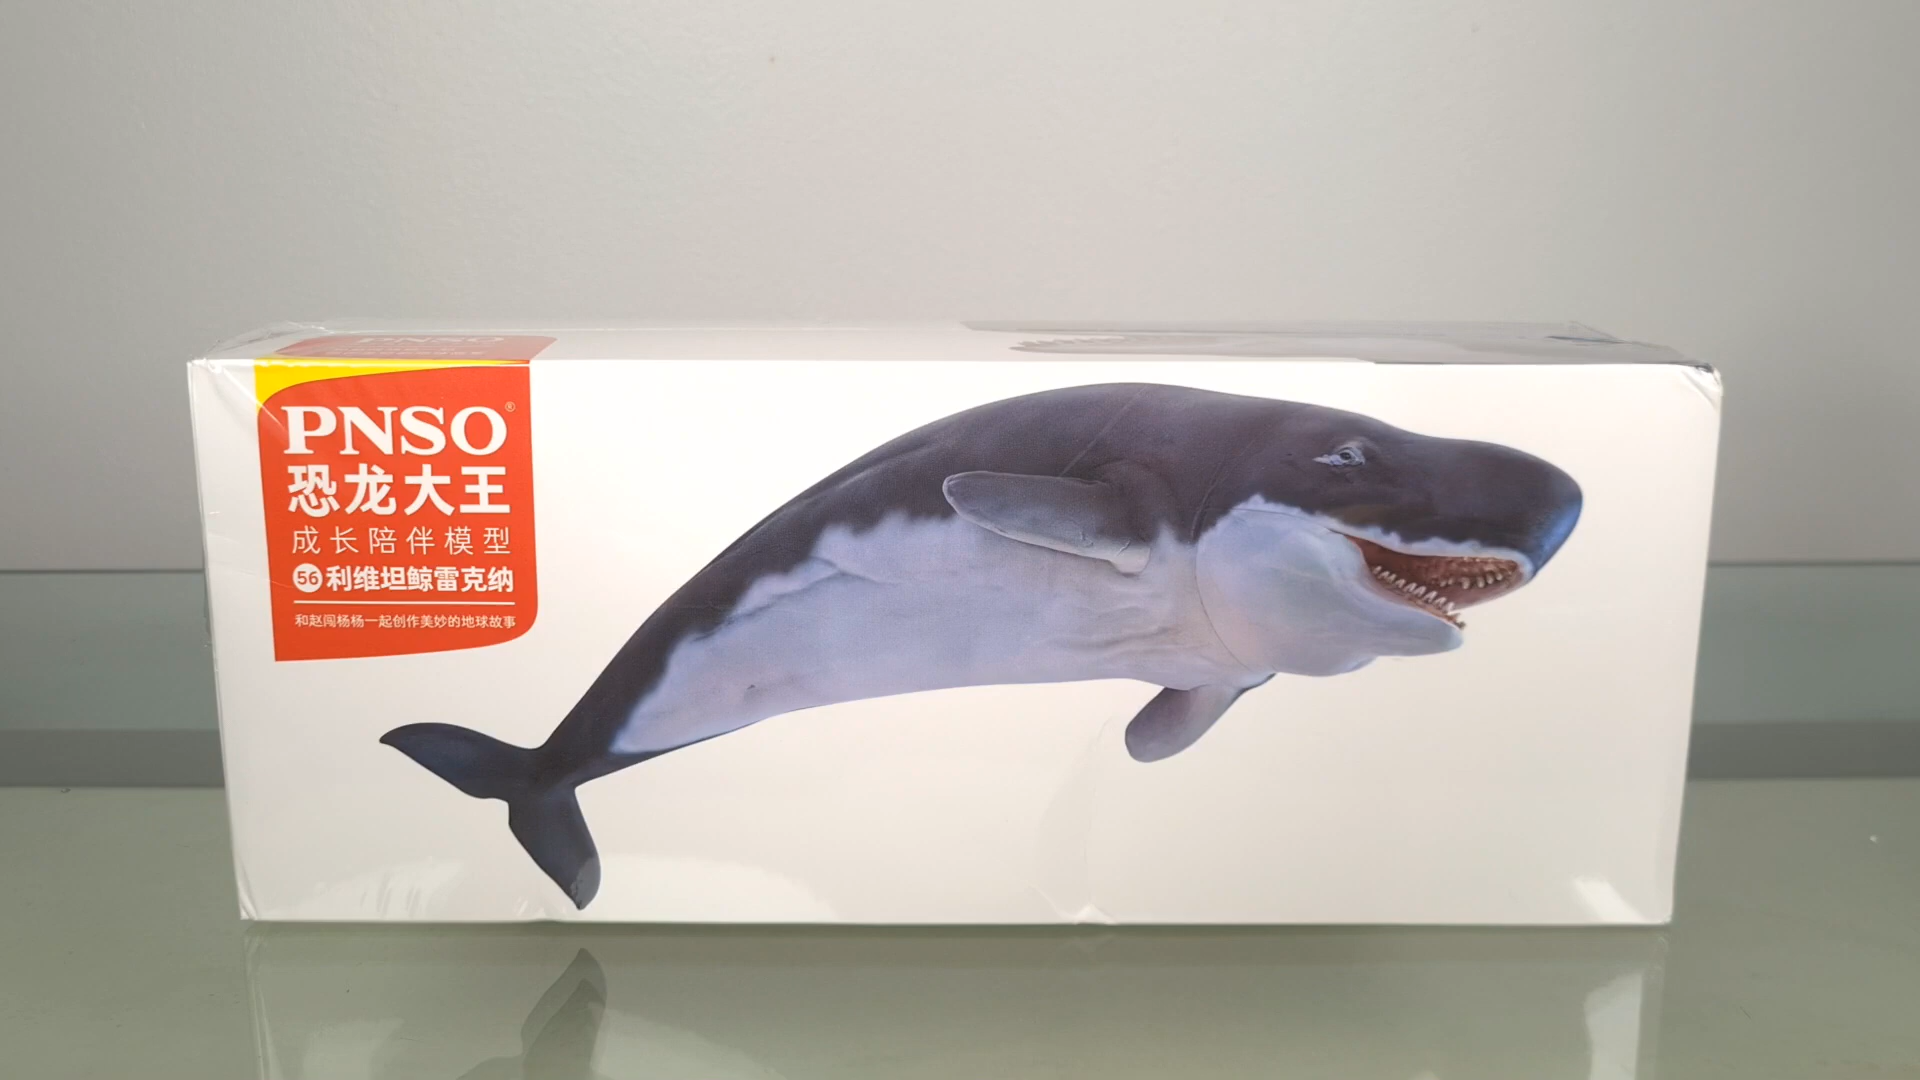 PNSO
PNSO®
恐龙大王
成长陪伴模型
56 利维坦鲸雷克纳
和赵闯杨杨一起创作美妙的地球故事